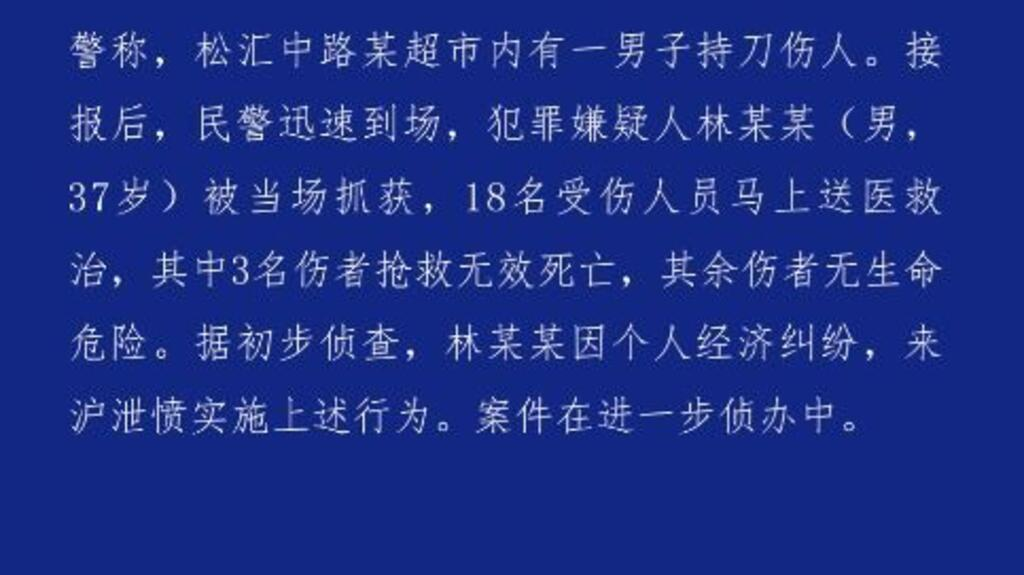 警称，松汇中路某超市内有一男子持刀伤人。接
报后，民警迅速到场，犯罪嫌疑人林某某（男，
37岁）被当场抓获，18名受伤人员马上送医救
治，其中3名伤者抢救无效死亡，其余伤者无生命
危险。据初步侦查，林某某因个人经济纠纷，来
沪泄愤实施上述行为。案件在进一步侦办中。